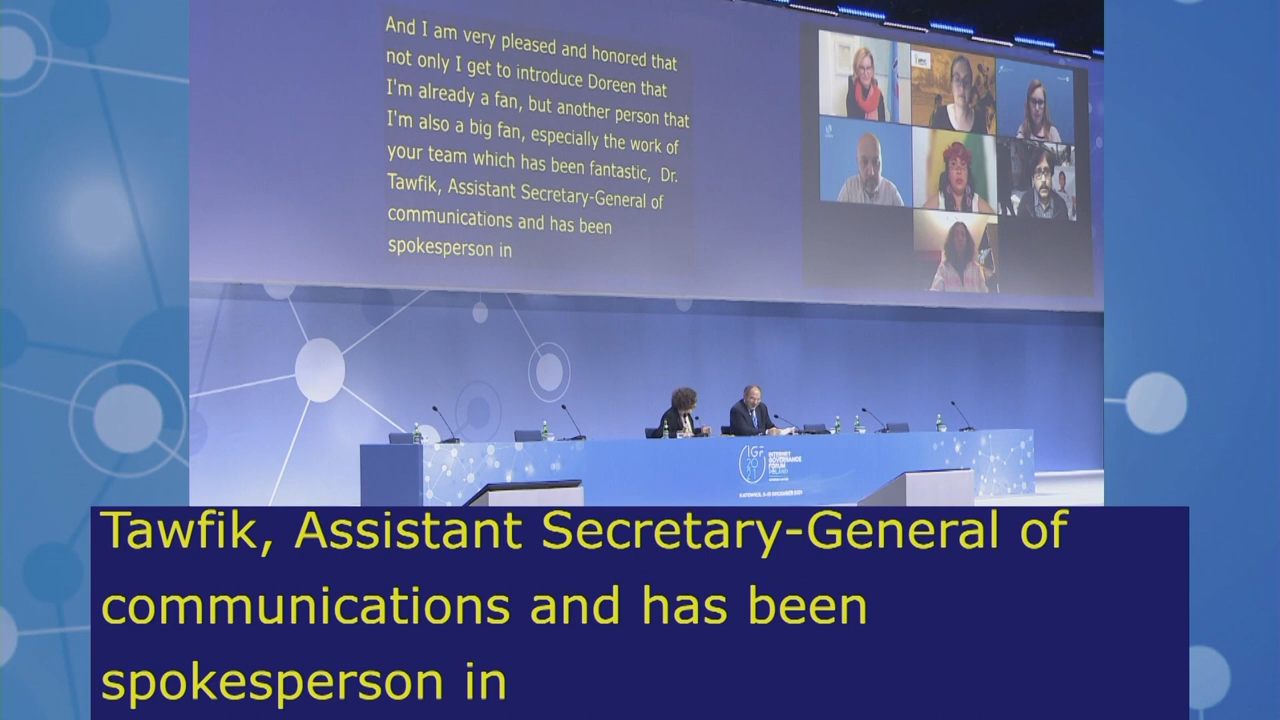 And I am very pleased and honored that
not only I get to introduce Doreen that
I'm already a fan, but another person that
I'm also a big fan, especially the work of
your team which has been fantastic,  Dr.
Tawfik, Assistant Secretary-General of
communications and has been
spokesperson in
IGF
INTERNET
GOVERNANCE
FORUM
POLAND
Tawfik, Assistant Secretary-General of
communications and has been
spokesperson in